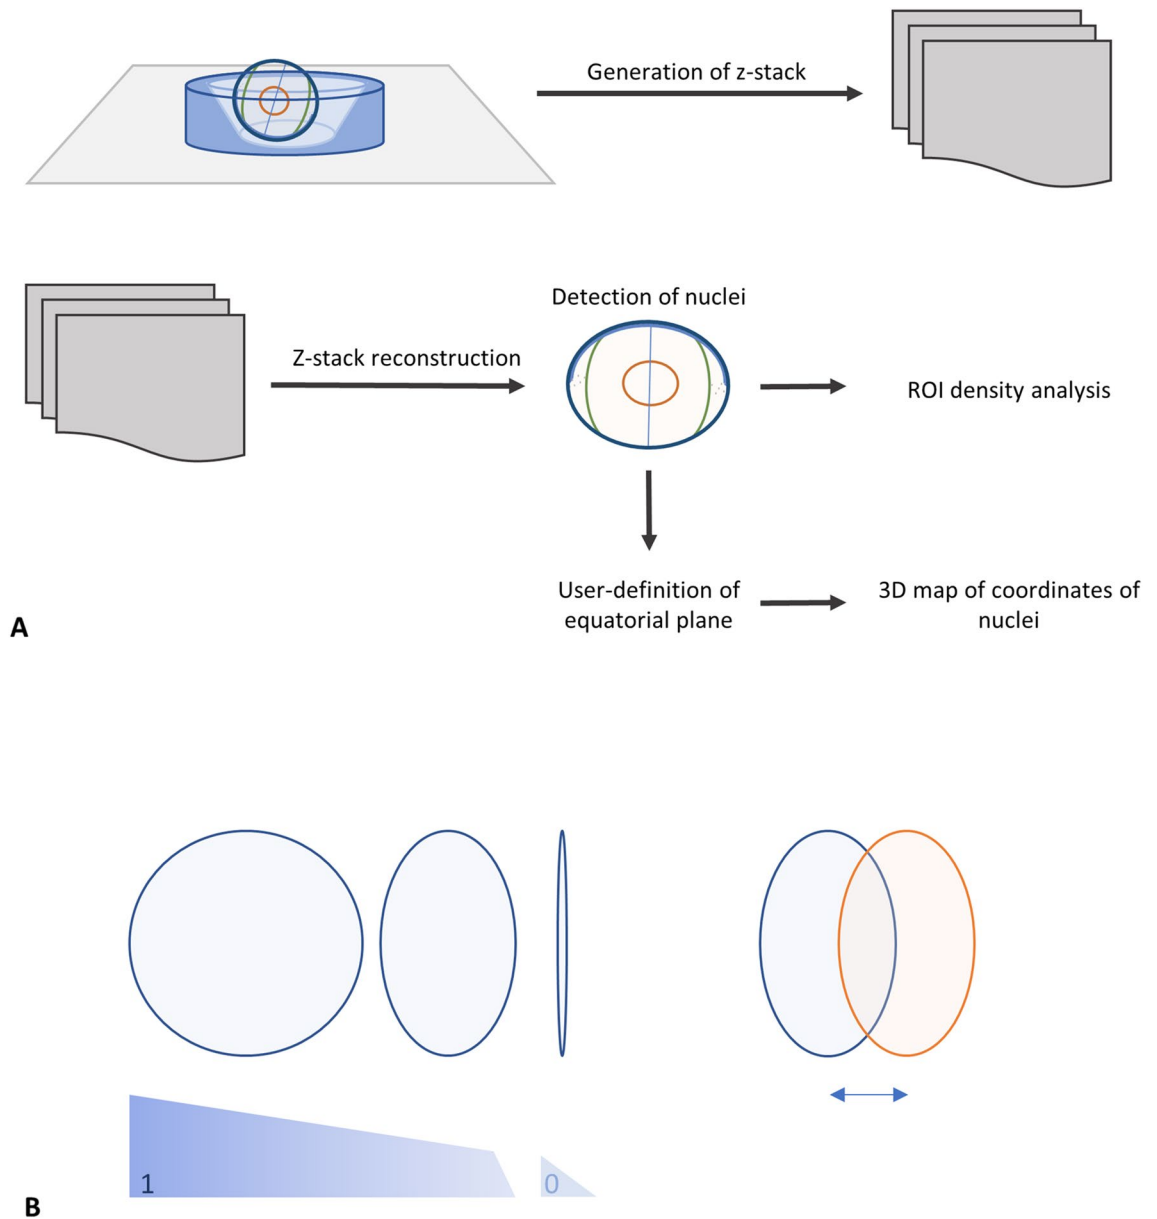 Generation of z-stack
Detection of nuclei
Z-stack reconstruction
ROI density analysis
User-definition of
equatorial plane
3D map of coordinates of
nuclei
A
1
0
B